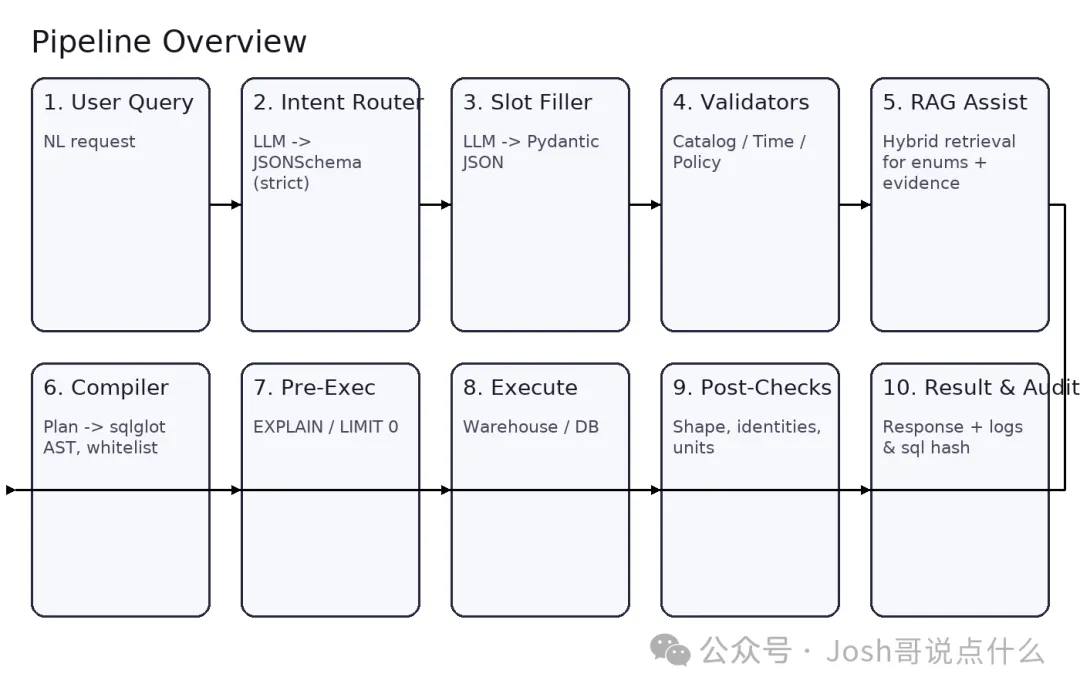 Pipeline Overview
1. User Query
NL request
2. Intent Router
LLM ->
JSONSchema
(strict)
3. Slot Filler
LLM -> Pydantic
JSON
4. Validators
Catalog / Time /
Policy
5. RAG Assist
Hybrid retrieval
for enums +
evidence
6. Compiler
Plan -> sqlglot
AST, whitelist
7. Pre-Exec
EXPLAIN / LIMIT 0
8. Execute
Warehouse / DB
9. Post-Checks
Shape, identities,
units
10. Result & Audit
Response + logs
& sql hash
公众号 · Josh哥说点什么